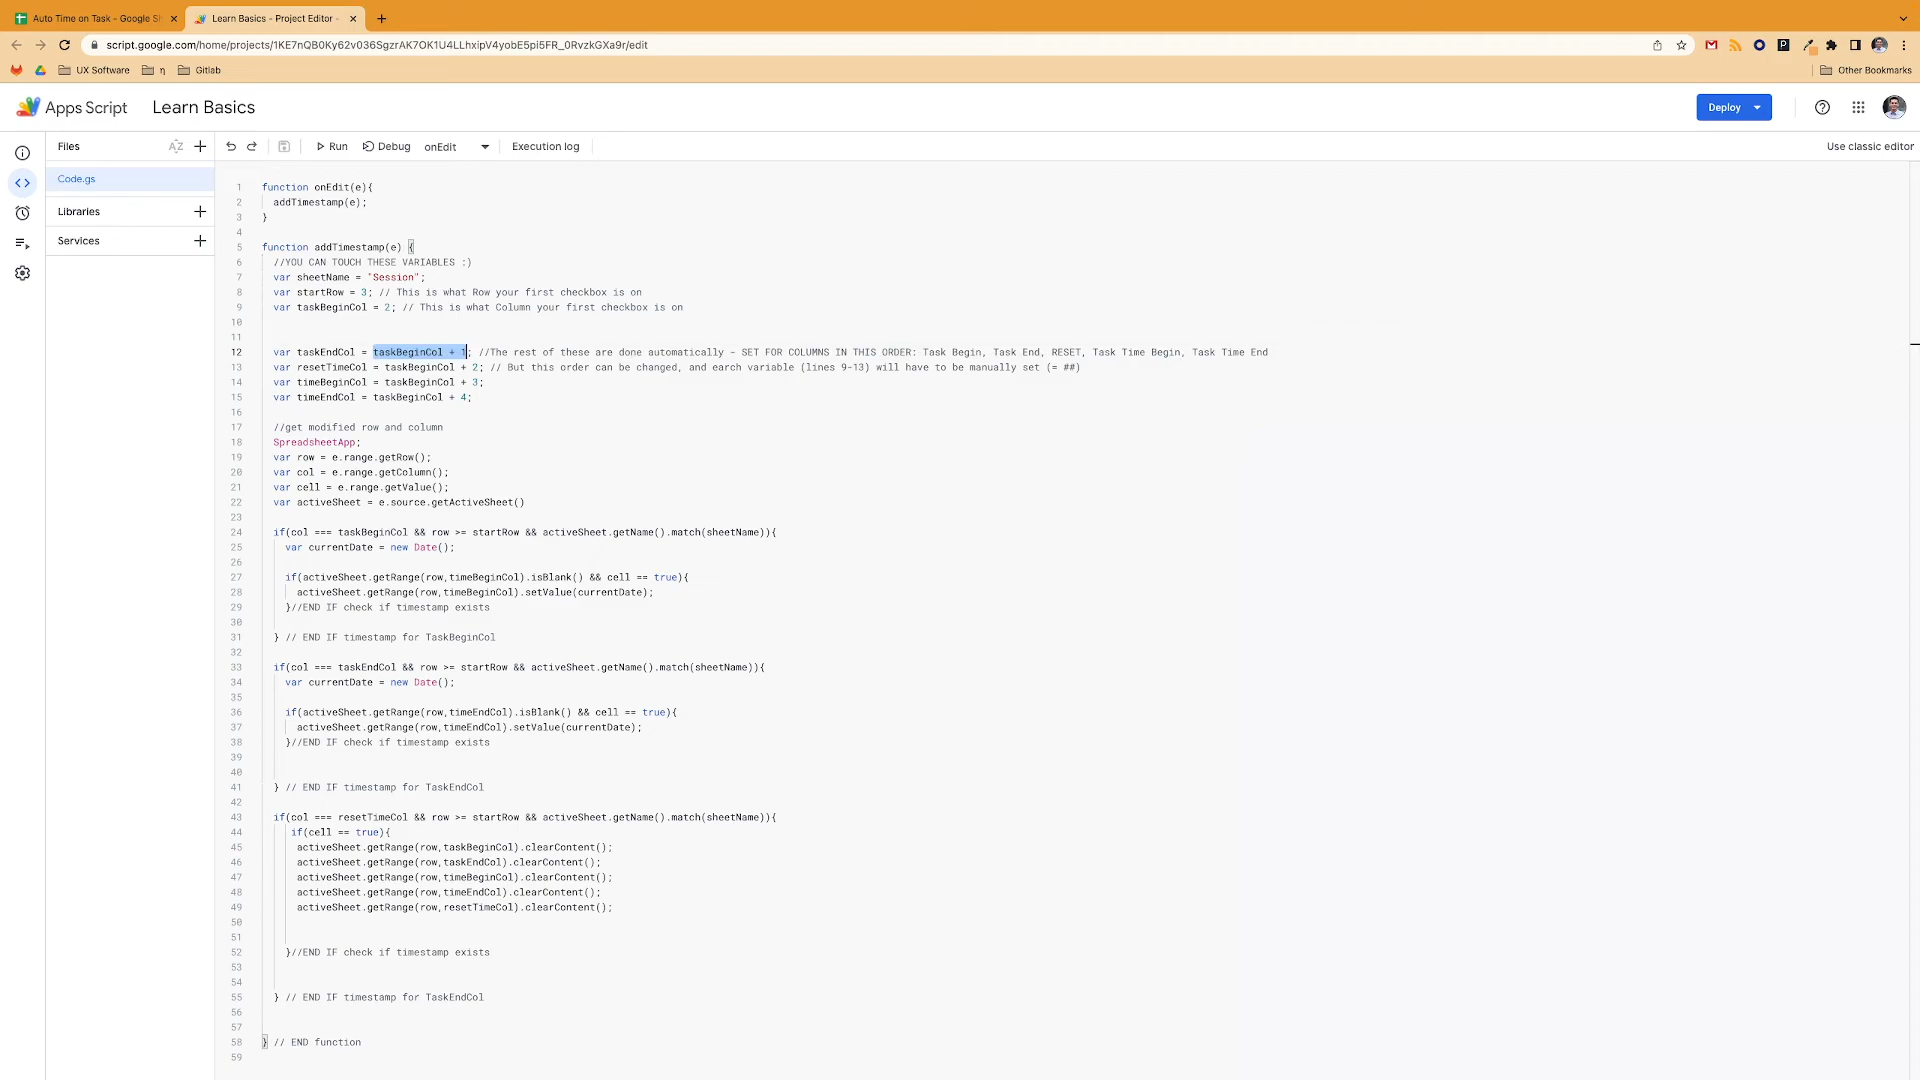 Auto Time on Task - Google Sh
Learn Basics - Project Editor -
script.google.com/home/projects/1KE7nQB0Ky62v036SgzrAK7OK1U4LLhxipV4yobE5pi5FR_0RvzkGXa9r/edit
UX Software
η
Gitlab
Other Bookmarks
Apps Script
Learn Basics
Deploy
Files
Run
Debug
onEdit
Execution log
Use classic editor
Code.gs
Libraries
Services
1 function onEdit(e){
2 addTimestamp(e);
3 }
4
5 function addTimestamp(e) {
6 //YOU CAN TOUCH THESE VARIABLES :)
7 var sheetName = "Session";
8 var startRow = 3; // This is what Row your first checkbox is on
9 var taskBeginCol = 2; // This is what Column your first checkbox is on
10
11
12 var taskEndCol = taskBeginCol + 1; //The rest of these are done automatically - SET FOR COLUMNS IN THIS ORDER: Task Begin, Task End, RESET, Task Time Begin, Task Time End
13 var resetTimeCol = taskBeginCol + 2; // But this order can be changed, and earch variable (lines 9-13) will have to be manually set (= ##)
14 var timeBeginCol = taskBeginCol + 3;
15 var timeEndCol = taskBeginCol + 4;
16
17 //get modified row and column
18 SpreadsheetApp;
19 var row = e.range.getRow();
20 var col = e.range.getColumn();
21 var cell = e.range.getValue();
22 var activeSheet = e.source.getActiveSheet()
23
24 if(col === taskBeginCol && row >= startRow && activeSheet.getName().match(sheetName)){
25 var currentDate = new Date();
26
27 if(activeSheet.getRange(row,timeBeginCol).isBlank() && cell == true){
28 activeSheet.getRange(row,timeBeginCol).setValue(currentDate);
29 }//END IF check if timestamp exists
30
31 } // END IF timestamp for TaskBeginCol
32
33 if(col === taskEndCol && row >= startRow && activeSheet.getName().match(sheetName)){
34 var currentDate = new Date();
35
36 if(activeSheet.getRange(row,timeEndCol).isBlank() && cell == true){
37 activeSheet.getRange(row,timeEndCol).setValue(currentDate);
38 }//END IF check if timestamp exists
39
40
41 } // END IF timestamp for TaskEndCol
42
43 if(col === resetTimeCol && row >= startRow && activeSheet.getName().match(sheetName)){
44 if(cell == true){
45 activeSheet.getRange(row,taskBeginCol).clearContent();
46 activeSheet.getRange(row,taskEndCol).clearContent();
47 activeSheet.getRange(row,timeBeginCol).clearContent();
48 activeSheet.getRange(row,timeEndCol).clearContent();
49 activeSheet.getRange(row,resetTimeCol).clearContent();
50
51
52 }//END IF check if timestamp exists
53
54
55 } // END IF timestamp for TaskEndCol
56
57
58 } // END function
59